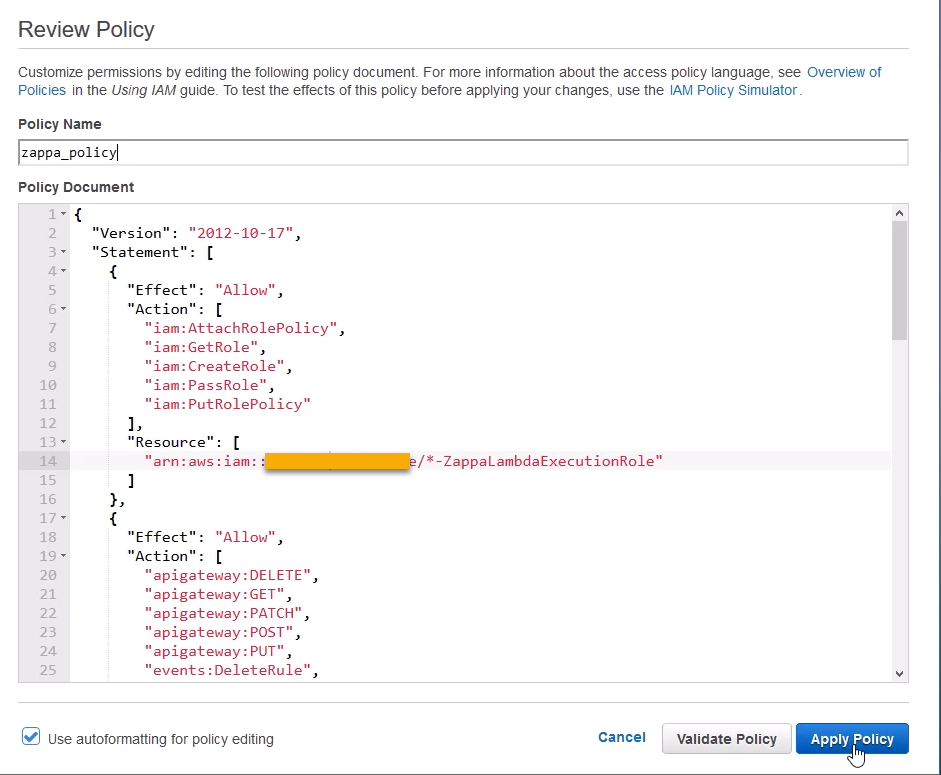 Review Policy
Customize permissions by editing the following policy document. For more information about the access policy language, see Overview of
Policies in the Using IAM guide. To test the effects of this policy before applying your changes, use the IAM Policy Simulator.
Policy Name
zappa_policy
Policy Document
1 {
2 "Version": "2012-10-17",
3 "Statement": [
4 {
5 "Effect": "Allow",
6 "Action": [
7 "iam:AttachRolePolicy",
8 "iam:GetRole",
9 "iam:CreateRole",
10 "iam:PassRole",
11 "iam:PutRolePolicy"
12 ],
13 "Resource": [
14 "arn:aws:iam:: e/*-ZappaLambdaExecutionRole"
15 ]
16 },
17 {
18 "Effect": "Allow",
19 "Action": [
20 "apigateway:DELETE",
21 "apigateway:GET",
22 "apigateway:PATCH",
23 "apigateway:POST",
24 "apigateway:PUT",
25 "events:DeleteRule",
Use autoformatting for policy editing
Cancel
Validate Policy
Apply Policy